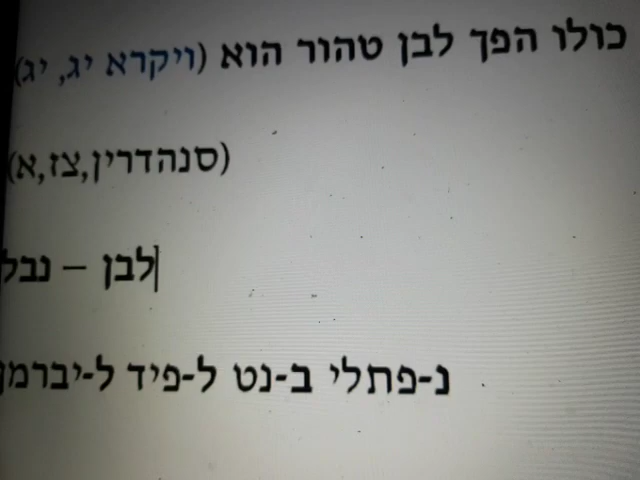 כולו הפך לבן טהור הוא (ויקרא יג, יג)
(סנהדרין,צז,א)
לבן – נבל
נ-פתלי ב-נט ל-פיד ל-יברמן